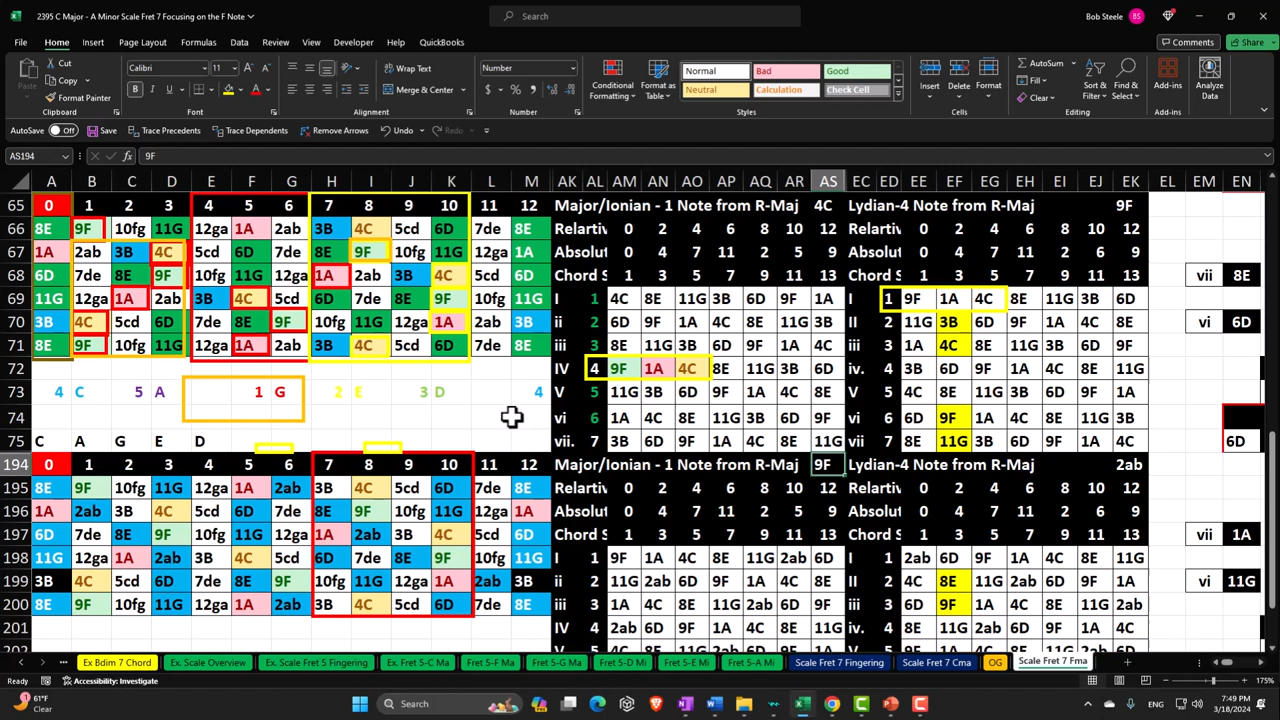 2395 C Major - A Minor Scale Fret 7 Focusing on the F Note
Search
Bob Steele BS
File Home Insert Page Layout Formulas Data Review View Developer Help QuickBooks Comments Share
Cut Calibri 11 Wrap Text Number Normal Bad Good AutoSum
Paste Copy Merge & Center Conditional Formatting Format as Table Neutral Calculation Check Cell Insert Delete Format Fill Sort & Filter Find & Select Add-ins Analyze Data
Format Painter Clear
Clipboard Font Alignment Number Styles Cells Editing Add-ins
AutoSave Off Save Trace Precedents Trace Dependents Remove Arrows Undo Redo
AS194 fx 9F
A B C D E F G H I J K L M AK AL AM AN AO AP AQ AR AS EC ED EE EF EG EH EI EJ EK EL EM EN
65 0 1 2 3 4 5 6 7 8 9 10 11 12 Major/Ionian - 1 Note from R-Maj 4C Lydian-4 Note from R-Maj 9F
66 8E 9F 10fg 11G 12ga 1A 2ab 3B 4C 5cd 6D 7de 8E Relartiv 0 2 4 6 8 10 12 Relartiv 0 2 4 6 8 10 12
67 1A 2ab 3B 4C 5cd 6D 7de 8E 9F 10fg 11G 12ga 1A Absolut 0 4 7 11 2 5 9 Absolut 0 4 7 11 2 6 9
68 6D 7de 8E 9F 10fg 11G 12ga 1A 2ab 3B 4C 5cd 6D Chord S 1 3 5 7 9 11 13 Chord S 1 3 5 7 9 11 13 vii 8E
69 11G 12ga 1A 2ab 3B 4C 5cd 6D 7de 8E 9F 10fg 11G I 1 4C 8E 11G 3B 6D 9F 1A I 1 9F 1A 4C 8E 11G 3B 6D
70 3B 4C 5cd 6D 7de 8E 9F 10fg 11G 12ga 1A 2ab 3B ii 2 6D 9F 1A 4C 8E 11G 3B II 2 11G 3B 6D 9F 1A 4C 8E vi 6D
71 8E 9F 10fg 11G 12ga 1A 2ab 3B 4C 5cd 6D 7de 8E iii 3 8E 11G 3B 6D 9F 1A 4C iii 3 1A 4C 8E 11G 3B 6D 9F
72 IV 4 9F 1A 4C 8E 11G 3B 6D iv. 4 3B 6D 9F 1A 4C 8E 11G
73 4 C 5 A 1 G 2 E 3 D 4 V 5 11G 3B 6D 9F 1A 4C 8E V 5 4C 8E 11G 3B 6D 9F 1A
74 vi 6 1A 4C 8E 11G 3B 6D 9F vi 6 6D 9F 1A 4C 8E 11G 3B
75 C A G E D vii. 7 3B 6D 9F 1A 4C 8E 11G vii 7 8E 11G 3B 6D 9F 1A 4C 6D
194 0 1 2 3 4 5 6 7 8 9 10 11 12 Major/Ionian - 1 Note from R-Maj 9F Lydian-4 Note from R-Maj 2ab
195 8E 9F 10fg 11G 12ga 1A 2ab 3B 4C 5cd 6D 7de 8E Relartiv 0 2 4 6 8 10 12 Relartiv 0 2 4 6 8 10 12
196 1A 2ab 3B 4C 5cd 6D 7de 8E 9F 10fg 11G 12ga 1A Absolut 0 4 7 11 2 5 9 Absolut 0 4 7 11 2 6 9
197 6D 7de 8E 9F 10fg 11G 12ga 1A 2ab 3B 4C 5cd 6D Chord S 1 3 5 7 9 11 13 Chord S 1 3 5 7 9 11 13 vii 1A
198 11G 12ga 1A 2ab 3B 4C 5cd 6D 7de 8E 9F 10fg 11G I 1 9F 1A 4C 8E 11G 2ab 6D I 1 2ab 6D 9F 1A 4C 8E 11G
199 3B 4C 5cd 6D 7de 8E 9F 10fg 11G 12ga 1A 2ab 3B ii 2 11G 2ab 6D 9F 1A 4C 8E II 2 4C 8E 11G 2ab 6D 9F 1A vi 11G
200 8E 9F 10fg 11G 12ga 1A 2ab 3B 4C 5cd 6D 7de 8E iii 3 1A 4C 8E 11G 2ab 6D 9F iii 3 6D 9F 1A 4C 8E 11G 2ab
201 IV 4 2ab 6D 9F 1A 4C 8E 11G iv. 4 8E 11G 2ab 6D 9F 1A 4C
Ex Bdim 7 Chord Ex. Scale Overview Ex. Scale Fret 5 Fingering Ex. Fret 5-C Ma Fret 5-F Ma Fret 5-G Ma Fret 5-D Mi Fret 5-E Mi Fret 5-A Mi Scale Fret 7 Fingering Scale Fret 7 Cma OG Scale Fret 7 Fma
Ready Accessibility: Investigate 175%
61°F
Clear
Search
7:49 PM
3/18/2024